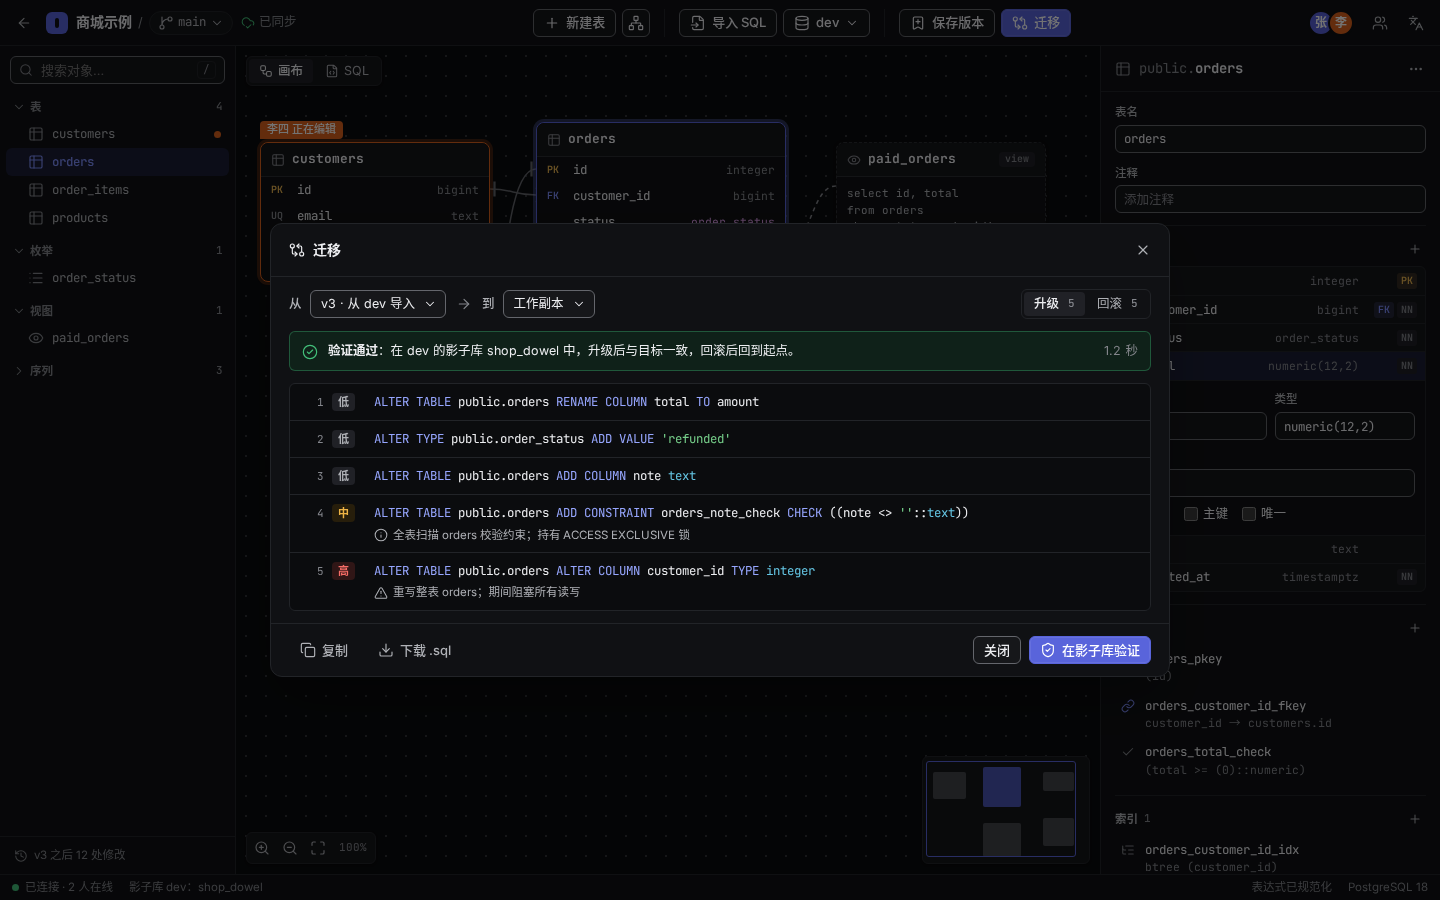 商城示例 / main 已同步 新建表 导入 SQL dev 保存版本 迁移 张 李
搜索对象... /
表 4
customers
orders
order_items
products
枚举 1
order_status
视图 1
paid_orders
序列 3
v3 之后 12 处修改
画布 SQL
李四 正在编辑
customers
PK id bigint
UQ email text
orders
PK id integer
FK customer_id bigint
status order_status
paid_orders view
select id, total
from orders
public.orders
表名
orders
注释
添加注释
integer PK
omer_id bigint FK NN
us order_status NN
l numeric(12,2) NN
类型
numeric(12,2)
主键 唯一
text
ted_at timestamptz NN
ers_pkey
(id)
orders_customer_id_fkey
customer_id → customers.id
orders_total_check
(total >= (0)::numeric)
索引 1
orders_customer_id_idx
btree (customer_id)
迁移
从 v3 · 从 dev 导入 → 到 工作副本 升级 5 回滚 5
验证通过：在 dev 的影子库 shop_dowel 中，升级后与目标一致，回滚后回到起点。 1.2 秒
1 低 ALTER TABLE public.orders RENAME COLUMN total TO amount
2 低 ALTER TYPE public.order_status ADD VALUE 'refunded'
3 低 ALTER TABLE public.orders ADD COLUMN note text
4 中 ALTER TABLE public.orders ADD CONSTRAINT orders_note_check CHECK ((note <> ''::text))
全表扫描 orders 校验约束；持有 ACCESS EXCLUSIVE 锁
5 高 ALTER TABLE public.orders ALTER COLUMN customer_id TYPE integer
重写整表 orders；期间阻塞所有读写
复制 下载 .sql 关闭 在影子库验证
100%
已连接 · 2 人在线 影子库 dev：shop_dowel 表达式已规范化 PostgreSQL 18